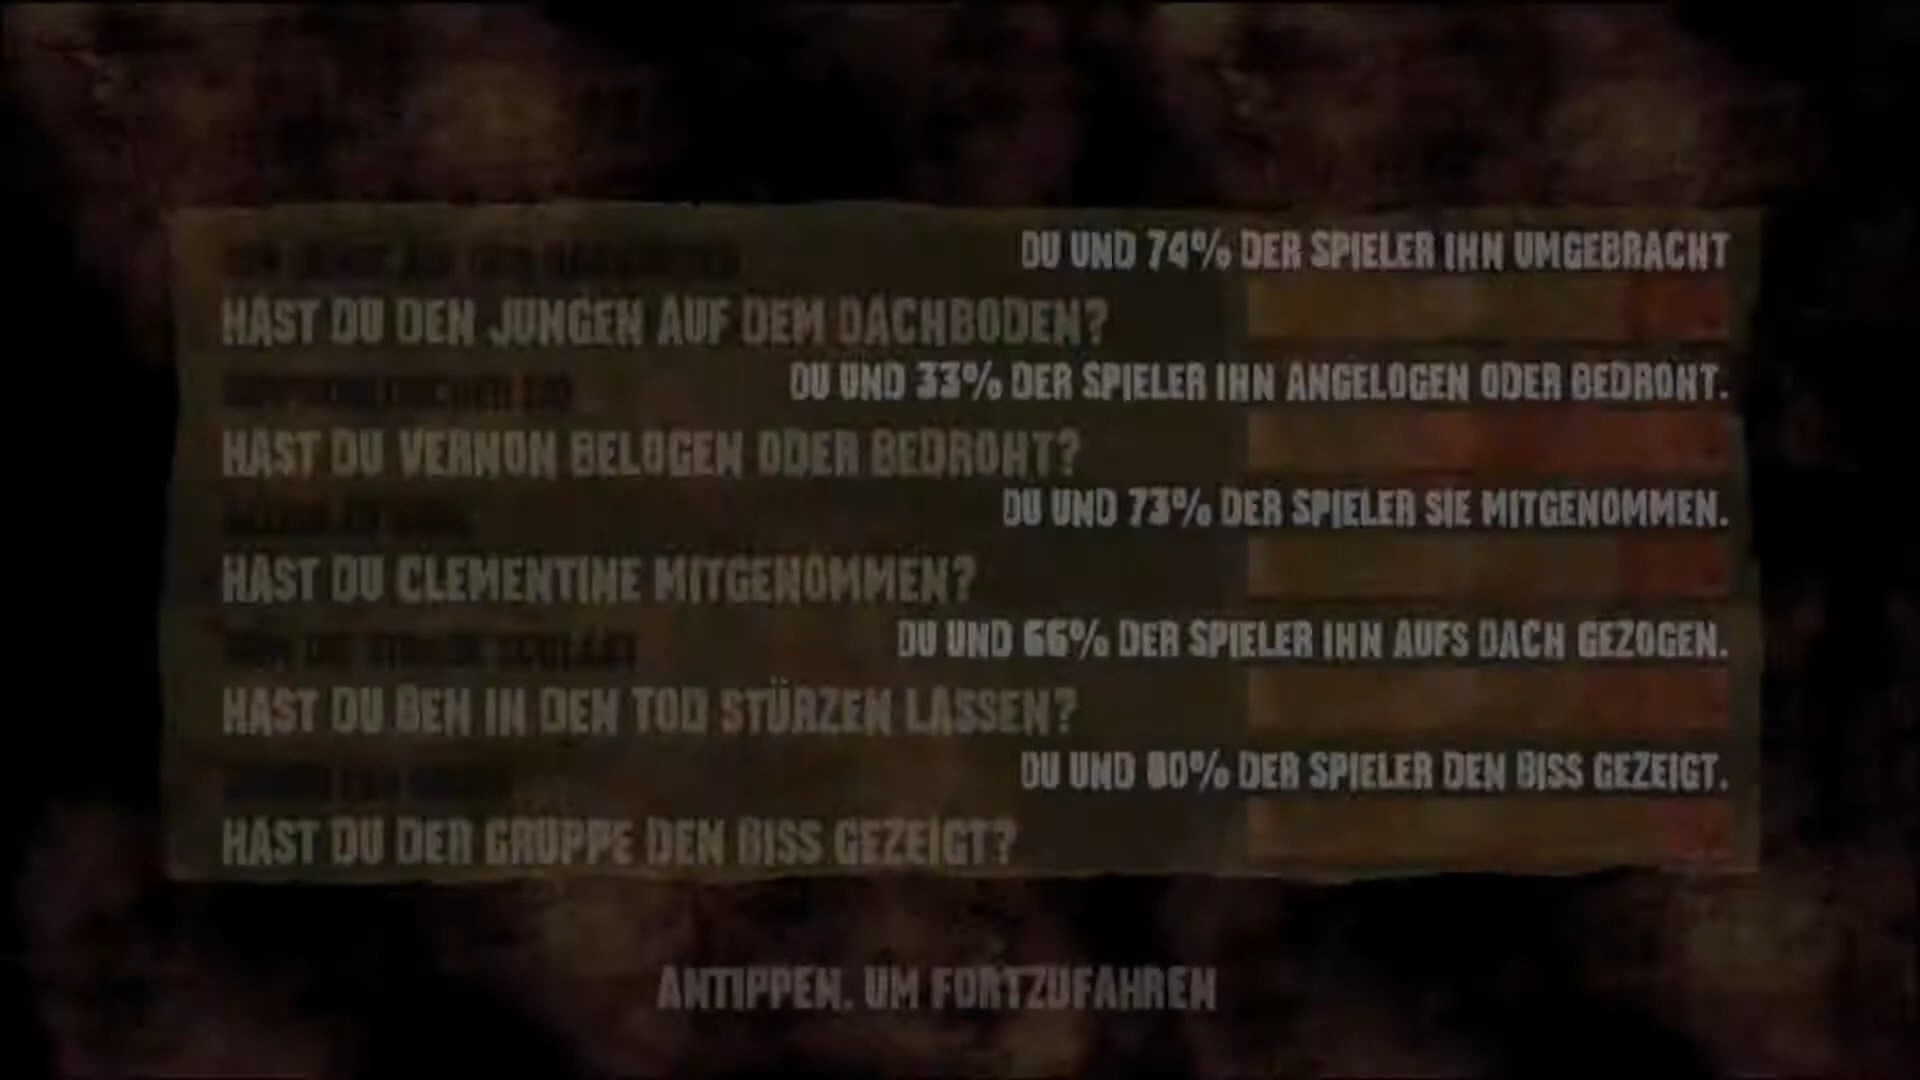 DU UND 74% DER SPIELER IHN UMGEBRACHT
HAST DU DEN JUNGEN AUF DEM DACHBODEN?
DU UND 33% DER SPIELER IHN ANGELOGEN ODER BEDROHT.
HAST DU VERNON BELOGEN ODER BEDROHT?
DU UND 73% DER SPIELER SIE MITGENOMMEN.
HAST DU CLEMENTINE MITGENOMMEN?
DU UND 66% DER SPIELER IHN AUFS DACH GEZOGEN.
HAST DU BEN IN DEN TOD STÜRZEN LASSEN?
DU UND 80% DER SPIELER DEN BISS GEZEIGT.
HAST DU DER GRUPPE DEN BISS GEZEIGT?
ANTIPPEN, UM FORTZUFAHREN